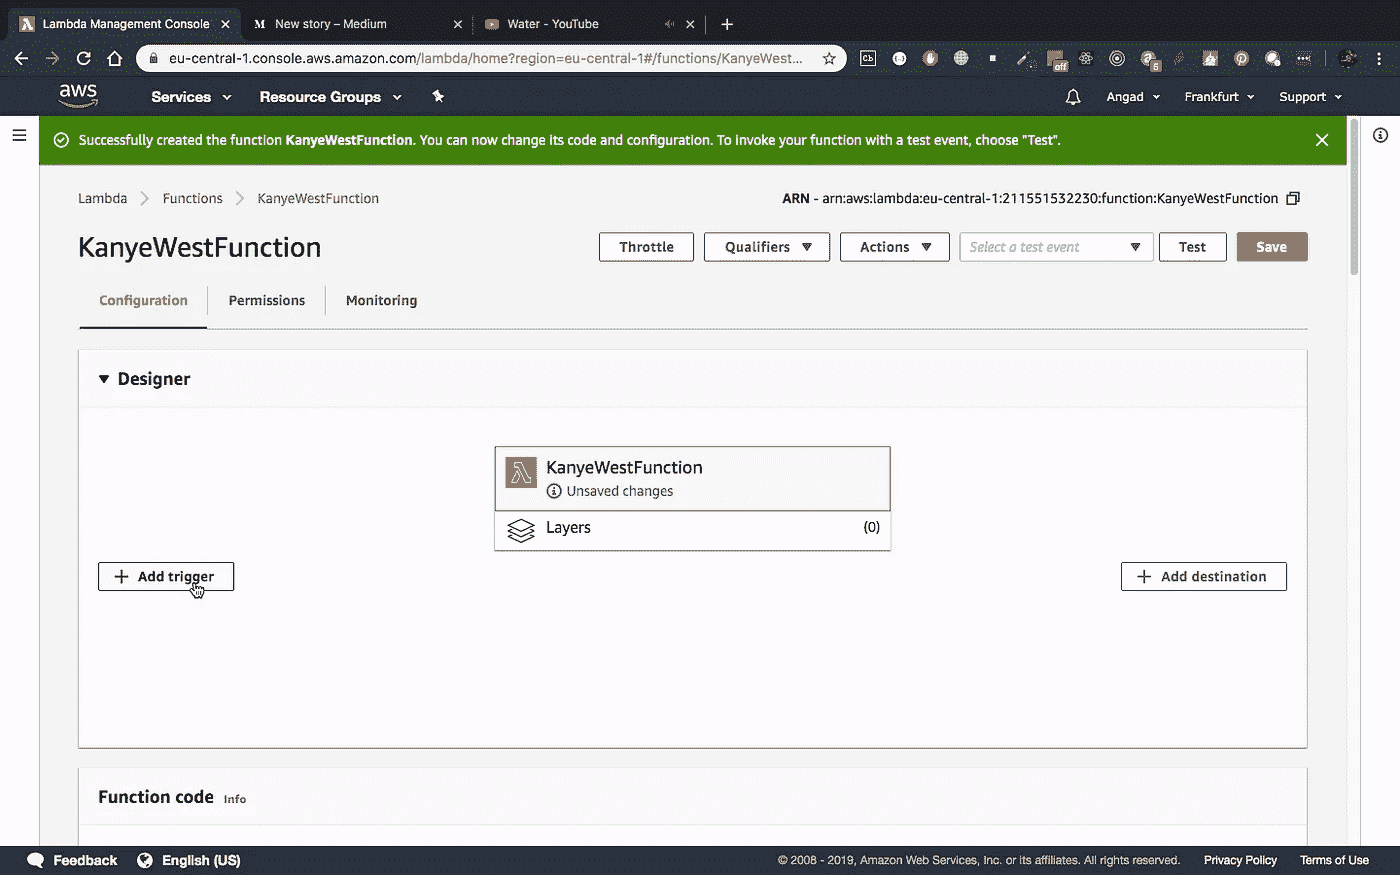 Lambda Management Console
New story – Medium
Water - YouTube
eu-central-1.console.aws.amazon.com/lambda/home?region=eu-central-1#/functions/KanyeWest...
Cb
off
5
aws
Services
Resource Groups
Angad
Frankfurt
Support
Successfully created the function KanyeWestFunction. You can now change its code and configuration. To invoke your function with a test event, choose "Test".
Lambda
Functions
KanyeWestFunction
ARN - arn:aws:lambda:eu-central-1:211551532230:function:KanyeWestFunction
KanyeWestFunction
Throttle
Qualifiers
Actions
Select a test event
Test
Save
Configuration
Permissions
Monitoring
Designer
KanyeWestFunction
Unsaved changes
Layers
(0)
Add trigger
Add destination
Function code Info
Feedback
English (US)
© 2008 - 2019, Amazon Web Services, Inc. or its affiliates. All rights reserved.
Privacy Policy
Terms of Use